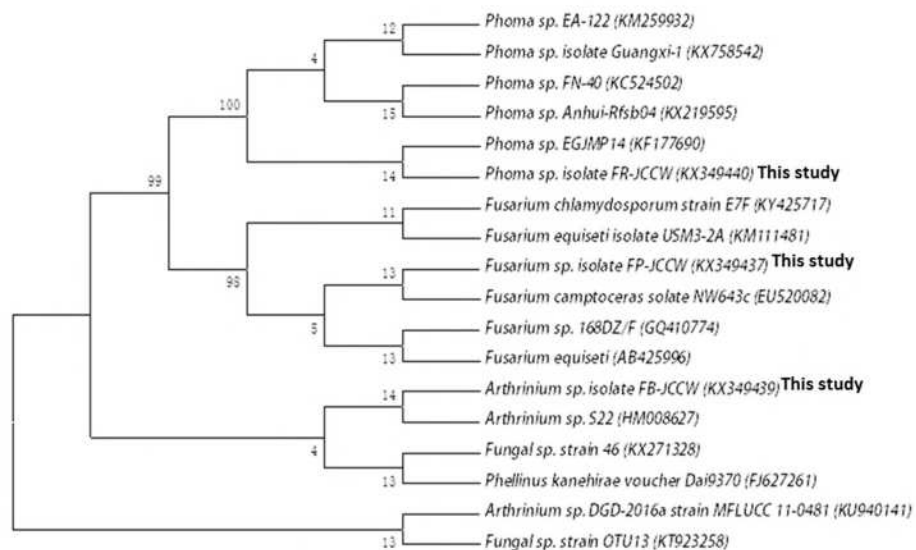 12
Phoma sp. EA-122 (KM259932)
4
Phoma sp. isolate Guangxi-1 (KX758542)
Phoma sp. FN-40 (KC524502)
100
15
Phoma sp. Anhui-Rfsb04 (KX219595)
Phoma sp. EGJMP14 (KF177690)
99
14
Phoma sp. isolate FR-JCCW (KX349440) This study
11
Fusarium chlamydosporum strain E7F (KY425717)
Fusarium equiseti isolate USM3-2A (KM111481)
98
13
Fusarium sp. isolate FP-JCCW (KX349437) This study
Fusarium camptoceras solate NW643c (EU520082)
5
Fusarium sp. 168DZ/F (GQ410774)
13
Fusarium equiseti (AB425996)
14
Arthrinium sp. isolate FB-JCCW (KX349439) This study
Arthrinium sp. S22 (HM008627)
4
Fungal sp. strain 46 (KX271328)
13
Phellinus kanehirae voucher Dai9370 (FJ627261)
Arthrinium sp. DGD-2016a strain MFLUCC 11-0481 (KU940141)
13
Fungal sp. strain OTU13 (KT923258)